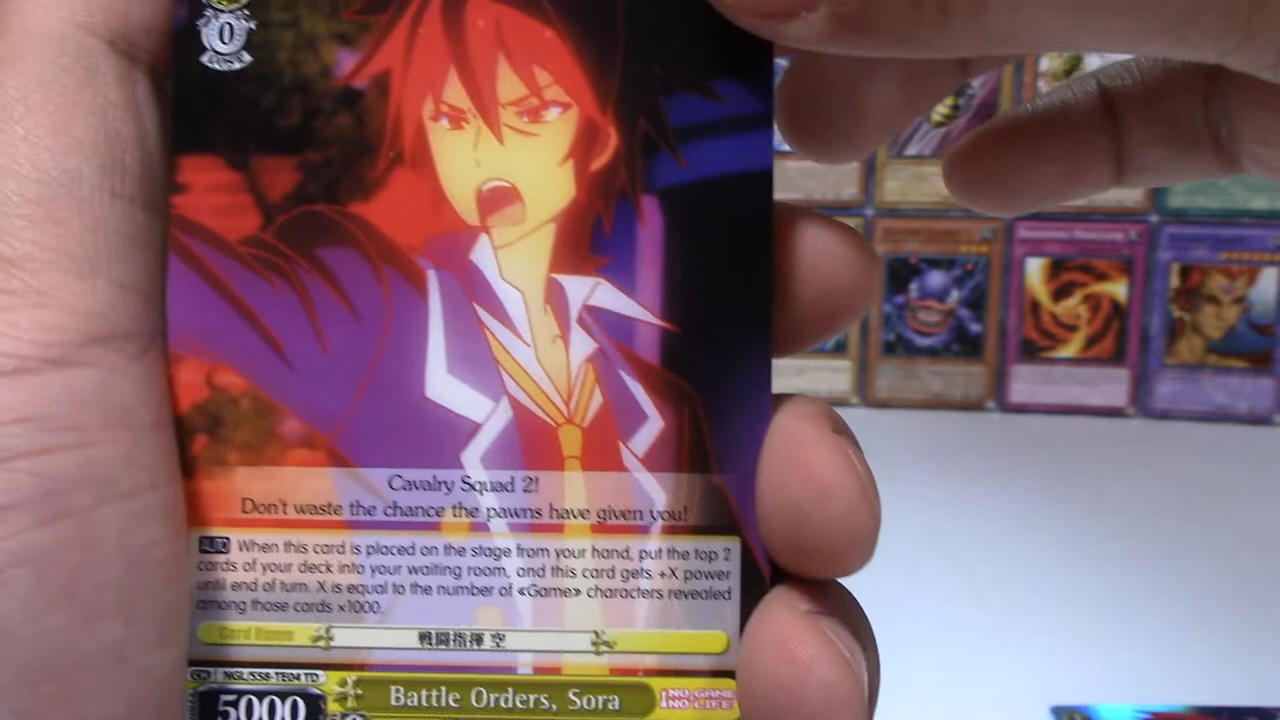 0
COST
Cavalry Squad 2!
Don't waste the chance the pawns have given you!
AUTO When this card is placed on the stage from your hand, put the top 2
cards of your deck into your waiting room, and this card gets +X power
until end of turn. X is equal to the number of «Game» characters revealed
among those cards ×1000.
Card Name 戦闘指揮 空
CH NGL/S58-TE04 TD
5000
Battle Orders, Sora
NO GAME
NO LIFE